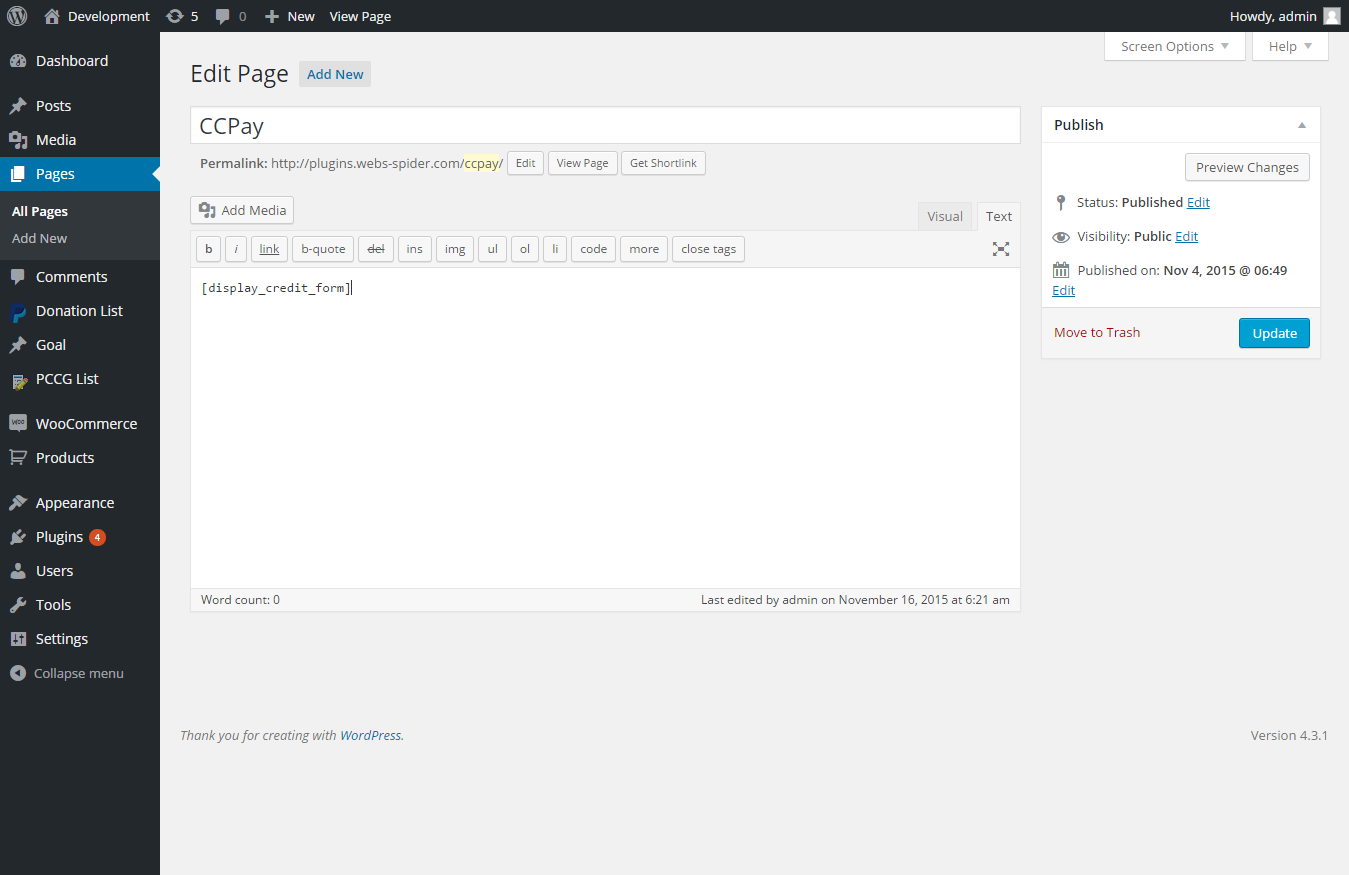 Development 5 0 New View Page Howdy, admin
Screen Options Help
Dashboard
Posts
Media
Pages
All Pages
Add New
Comments
Donation List
Goal
PCCG List
WooCommerce
Products
Appearance
Plugins 4
Users
Tools
Settings
Collapse menu
Edit Page Add New
CCPay
Permalink: http://plugins.webs-spider.com/ccpay/ Edit View Page Get Shortlink
Add Media
Visual Text
b i link b-quote del ins img ul ol li code more close tags
[display_credit_form]
Word count: 0 Last edited by admin on November 16, 2015 at 6:21 am
Publish
Preview Changes
Status: Published Edit
Visibility: Public Edit
Published on: Nov 4, 2015 @ 06:49
Edit
Move to Trash Update
Thank you for creating with WordPress. Version 4.3.1